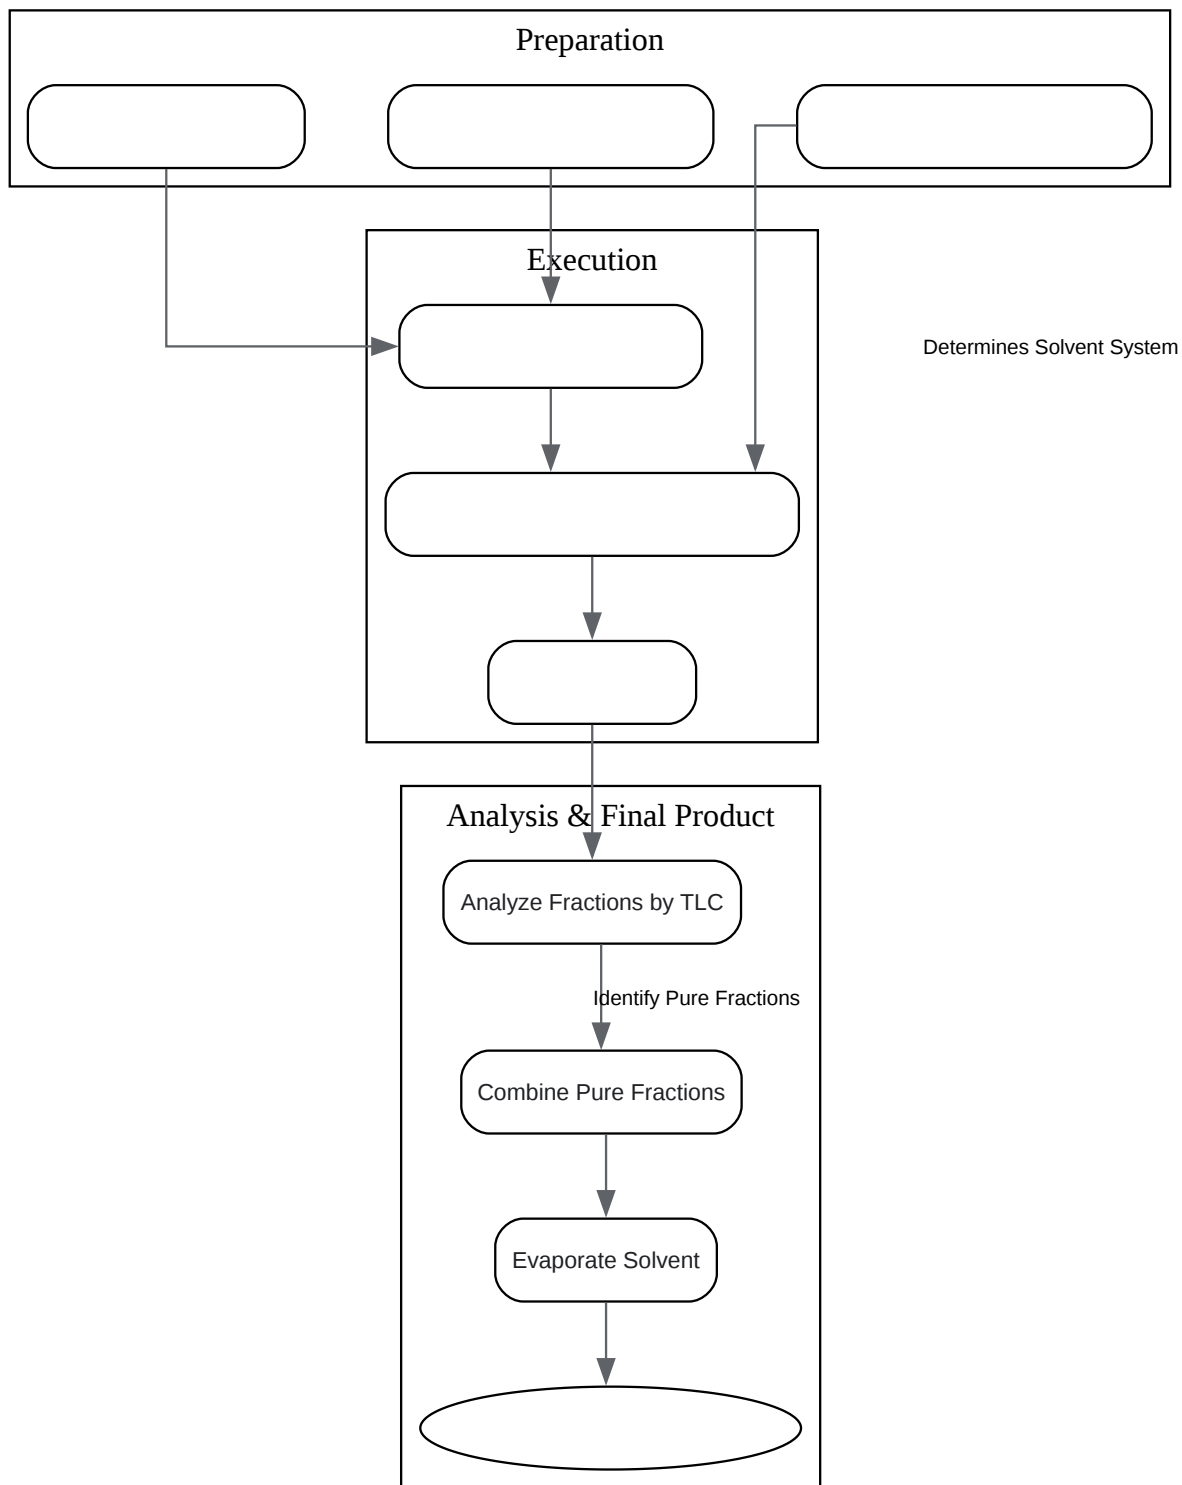 Preparation
Execution
Determines Solvent System
Analysis & Final Product
Analyze Fractions by TLC
Identify Pure Fractions
Combine Pure Fractions
Evaporate Solvent